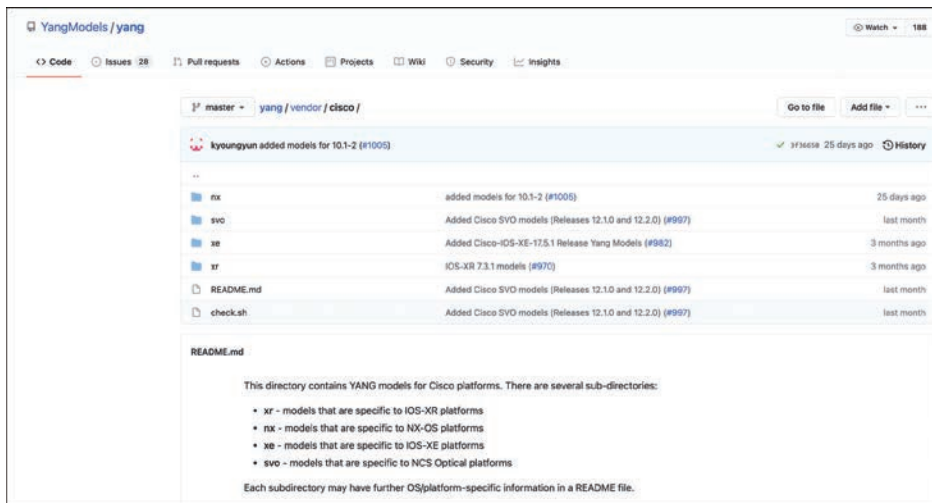 YangModels / yang
Watch 188
<> Code Issues 28 Pull requests Actions Projects Wiki Security Insights
master yang / vendor / cisco / Go to file Add file ...
kyoungyun added models for 10.1-2 (#1005) 25 days ago History
..
nx added models for 10.1-2 (#1005) 25 days ago
svo Added Cisco SVO models (Releases 12.1.0 and 12.2.0) (#997) last month
xe Added Cisco-IOS-XE-17.5.1 Release Yang Models (#982) 3 months ago
xr IOS-XR 7.3.1 models (#970) 3 months ago
README.md Added Cisco SVO models (Releases 12.1.0 and 12.2.0) (#997) last month
check.sh Added Cisco SVO models (Releases 12.1.0 and 12.2.0) (#997) last month
README.md
This directory contains YANG models for Cisco platforms. There are several sub-directories:
• xr - models that are specific to IOS-XR platforms
• nx - models that are specific to NX-OS platforms
• xe - models that are specific to IOS-XE platforms
• svo - models that are specific to NCS Optical platforms
Each subdirectory may have further OS/platform-specific information in a README file.